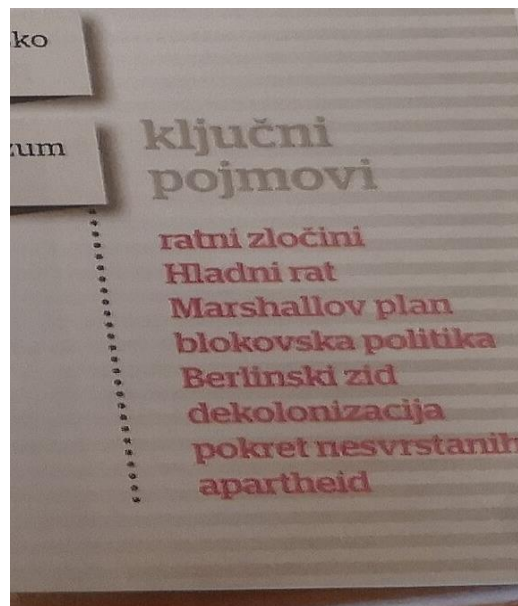 ko
zum
ključni
pojmovi
ratni zločini
Hladni rat
Marshallov plan
blokovska politika
Berlinski zid
dekolonizacija
pokret nesvrstanih
apartheid